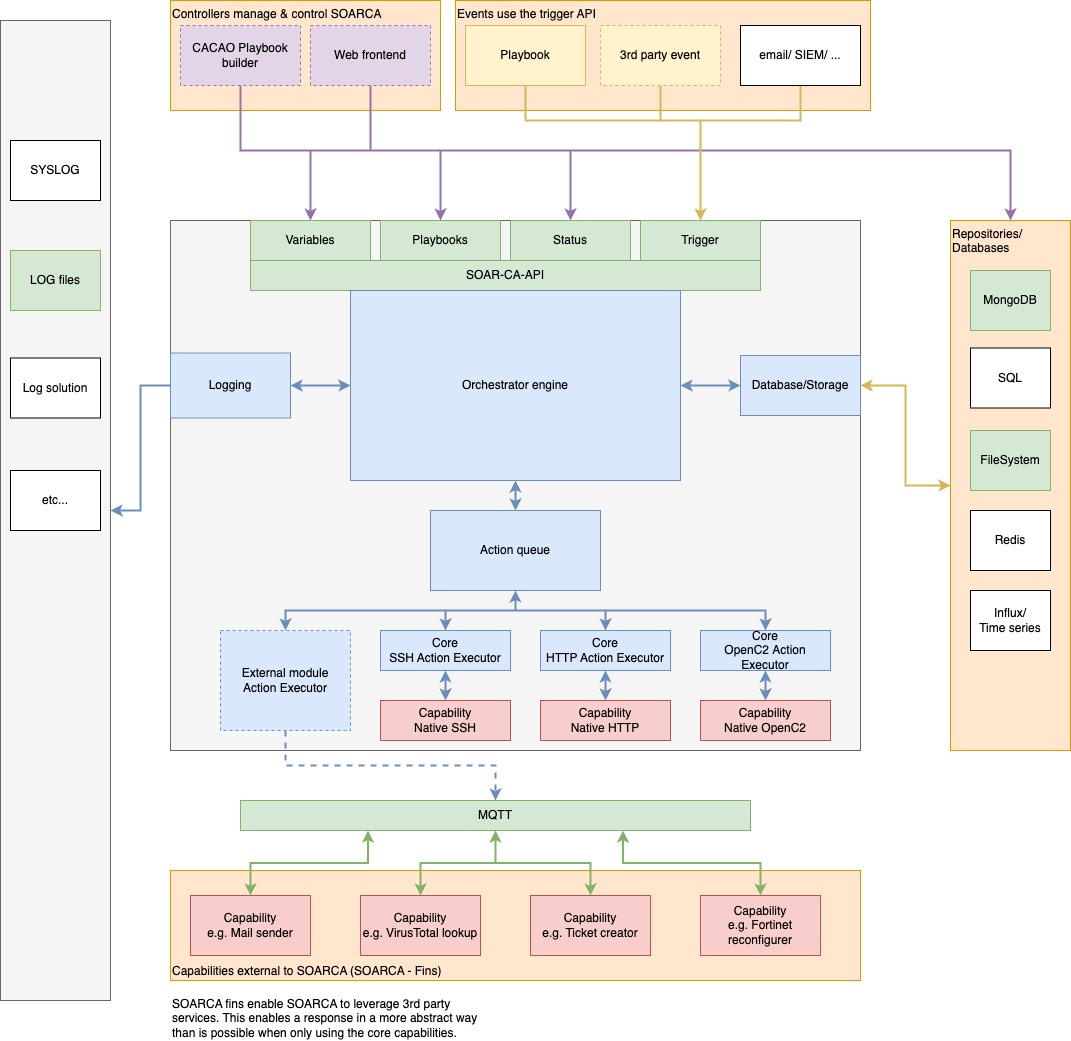 Controllers manage & control SOARCA
CACAO Playbook
builder
Web frontend
Events use the trigger API
Playbook
3rd party event
email/ SIEM/ ...
SYSLOG
LOG files
Log solution
etc...
Variables
Playbooks
Status
Trigger
SOAR-CA-API
Logging
Orchestrator engine
Database/Storage
Action queue
External module
Action Executor
Core
SSH Action Executor
Core
HTTP Action Executor
Core
OpenC2 Action
Executor
Capability
Native SSH
Capability
Native HTTP
Capability
Native OpenC2
Repositories/
Databases
MongoDB
SQL
FileSystem
Redis
Influx/
Time series
MQTT
Capability
e.g. Mail sender
Capability
e.g. VirusTotal lookup
Capability
e.g. Ticket creator
Capability
e.g. Fortinet
reconfigurer
Capabilities external to SOARCA (SOARCA - Fins)
SOARCA fins enable SOARCA to leverage 3rd party
services. This enables a response in a more abstract way
than is possible when only using the core capabilities.